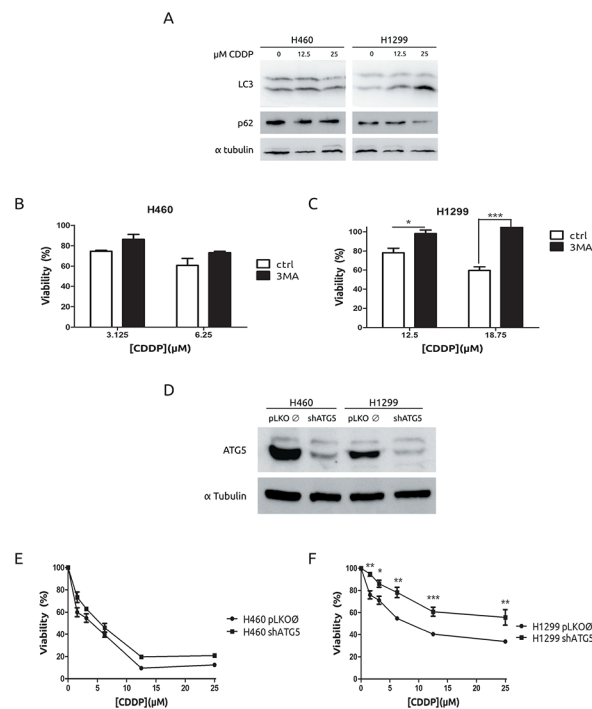 A
H460 H1299
μM CDDP 0 12.5 25 0 12.5 25
LC3
p62
α tubulin
B
H460
Viability (%)
100
80
60
40
20
0
3.125 6.25
[CDDP](μM)
ctrl
3MA
C
H1299
Viability (%)
100
80
60
40
20
0
* ***
12.5 18.75
[CDDP](μM)
ctrl
3MA
D
H460 H1299
pLKO ∅ shATG5 pLKO ∅ shATG5
ATG5
α Tubulin
E
Viability (%)
100
80
60
40
20
0
0 5 10 15 20 25
[CDDP](μM)
H460 pLKOØ
H460 shATG5
F
Viability (%)
100
80
60
40
20
0
** * ** *** **
0 5 10 15 20 25
[CDDP](μM)
H1299 pLKOØ
H1299 shATG5